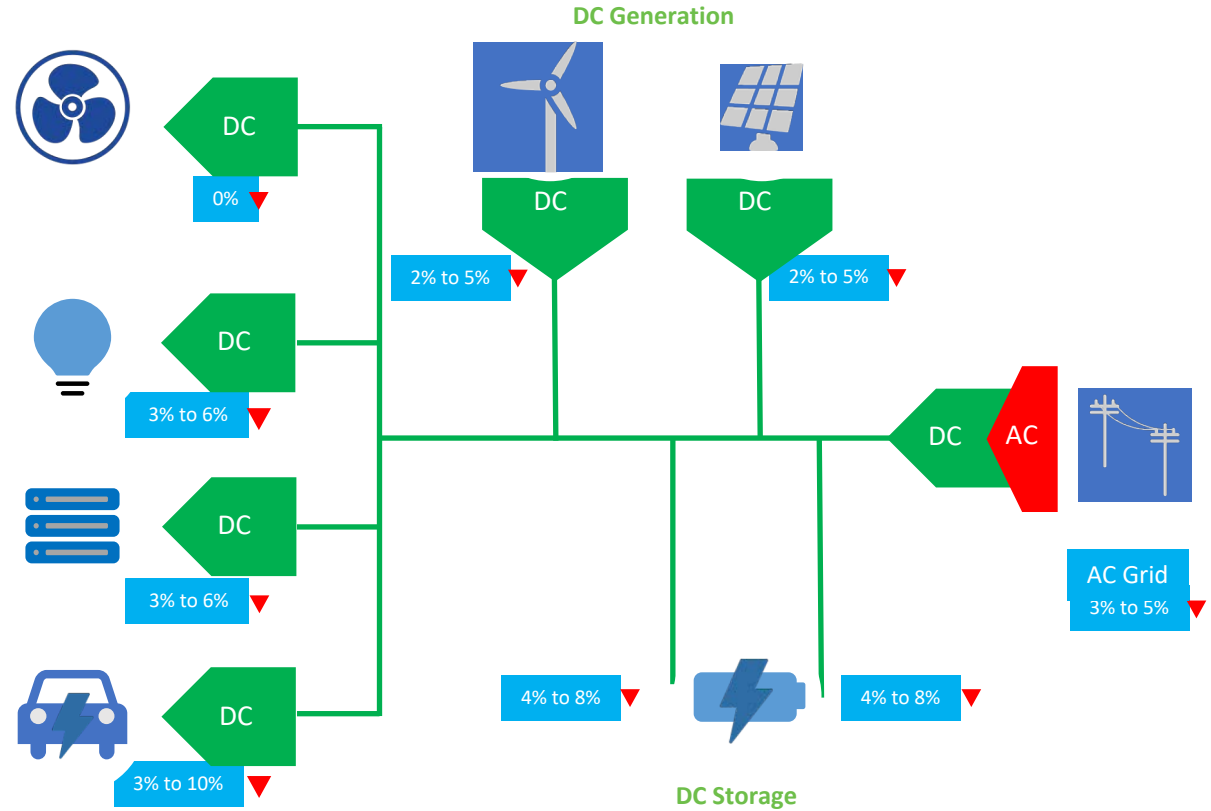 DC Generation
DC
0%
DC
DC
2% to 5%
2% to 5%
DC
3% to 6%
DC
AC
DC
3% to 6%
AC Grid
3% to 5%
4% to 8%
4% to 8%
DC
3% to 10%
DC Storage